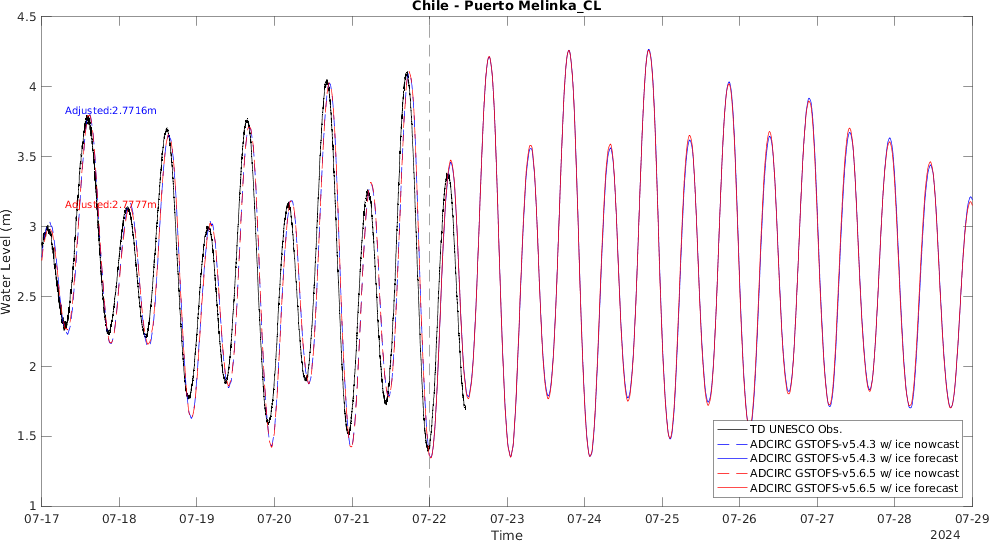 Chile - Puerto Melinka_CL
4.5
4
3.5
3
2.5
2
1.5
1
Water Level (m)
Adjusted:2.7716m
Adjusted:2.7777m
TD UNESCO Obs.
ADCIRC GSTOFS-v5.4.3 w/ ice nowcast
ADCIRC GSTOFS-v5.4.3 w/ ice forecast
ADCIRC GSTOFS-v5.6.5 w/ ice nowcast
ADCIRC GSTOFS-v5.6.5 w/ ice forecast
07-17 07-18 07-19 07-20 07-21 07-22 07-23 07-24 07-25 07-26 07-27 07-28 07-29
Time
2024